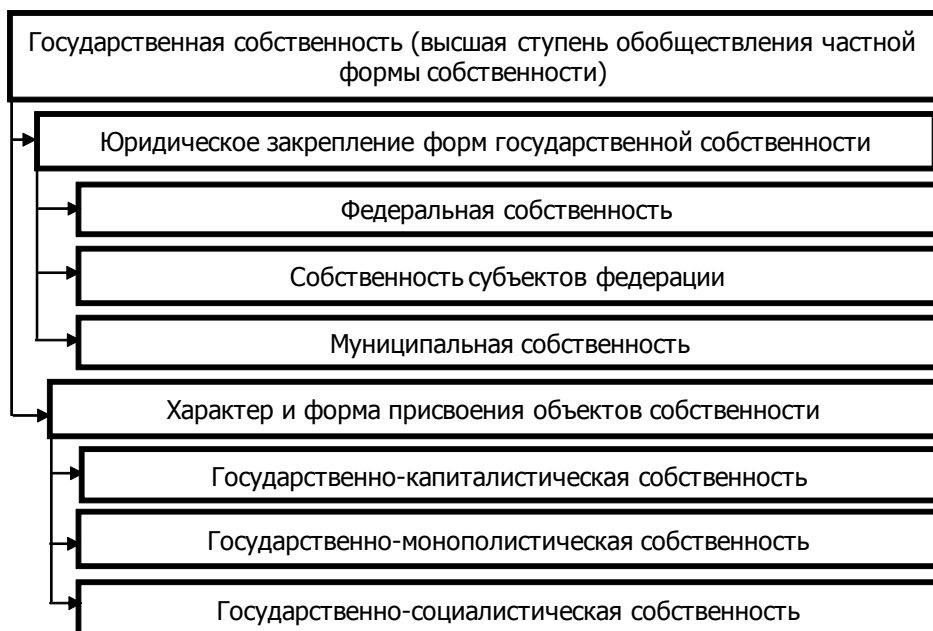 Государственная собственность (высшая ступень обобществления частной
формы собственности)
Юридическое закрепление форм государственной собственности
Федеральная собственность
Собственность субъектов федерации
Муниципальная собственность
Характер и форма присвоения объектов собственности
Государственно-капиталистическая собственность
Государственно-монополистическая собственность
Государственно-социалистическая собственность